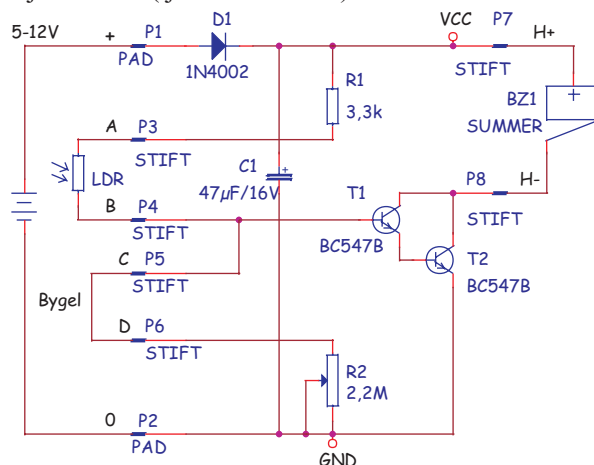 5-12V
+ P1
PAD
D1
1N4002
VCC
P7
H+
STIFT
BZ1
+
SUMMER
R1
3,3k
A P3
STIFT
LDR
C1
+
47µF/16V
B P4
STIFT
T1
BC547B
P8
H-
STIFT
T2
BC547B
C P5
STIFT
Bygel
D P6
STIFT
R2
2,2M
0 P2
PAD
GND